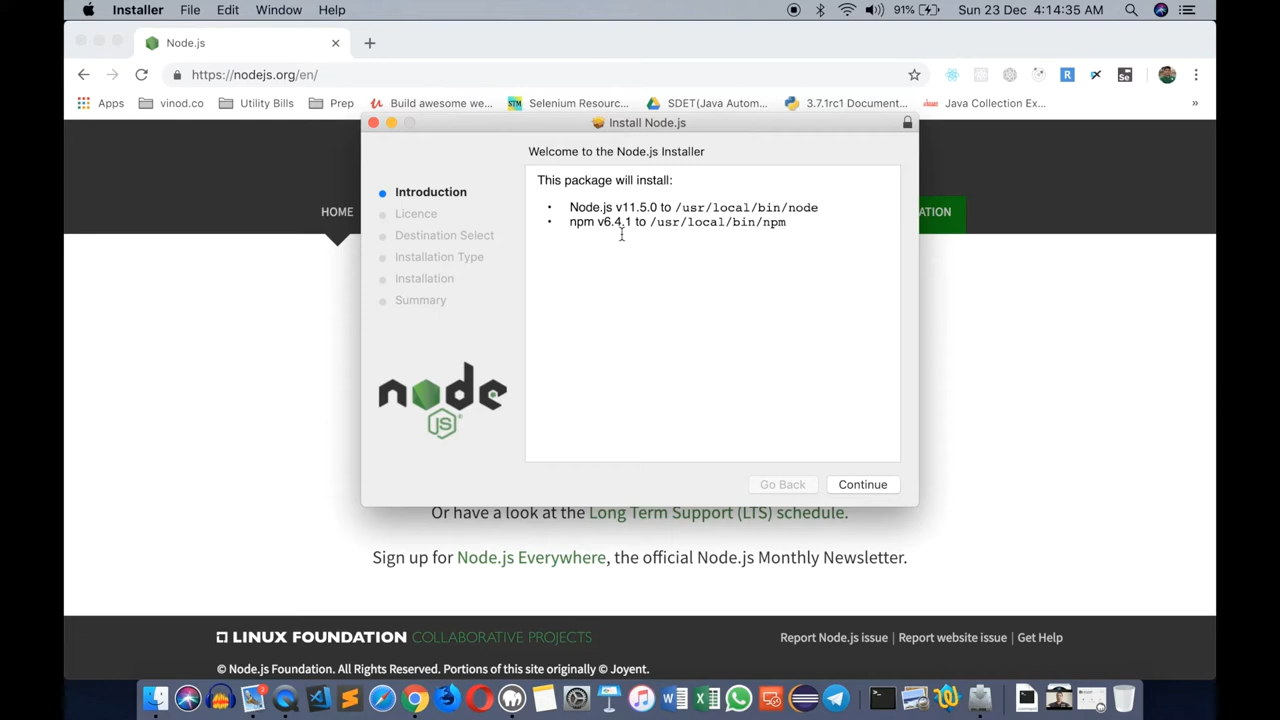 Installer File Edit Window Help 91% Sun 23 Dec 4:14:35 AM
Node.js
https://nodejs.org/en/
Apps vinod.co Utility Bills Prep Build awesome we... Selenium Resourc... SDET(Java Autom... 3.7.1rc1 Document... Java Collection Ex... »
Install Node.js
Welcome to the Node.js Installer
Introduction
Licence
Destination Select
Installation Type
Installation
Summary
This package will install:
• Node.js v11.5.0 to /usr/local/bin/node
• npm v6.4.1 to /usr/local/bin/npm
node
JS
Go Back Continue
HOME
ATION
Or have a look at the Long Term Support (LTS) schedule.
Sign up for Node.js Everywhere, the official Node.js Monthly Newsletter.
LINUX FOUNDATION COLLABORATIVE PROJECTS
Report Node.js issue | Report website issue | Get Help
© Node.js Foundation. All Rights Reserved. Portions of this site originally © Joyent.